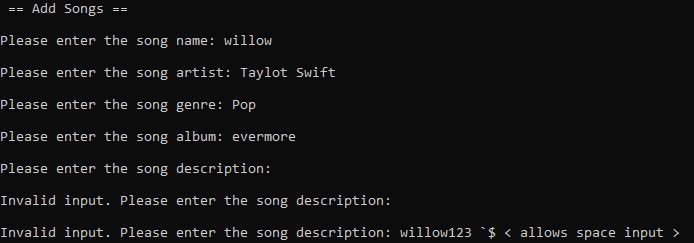 == Add Songs ==
Please enter the song name: willow
Please enter the song artist: Taylot Swift
Please enter the song genre: Pop
Please enter the song album: evermore
Please enter the song description:
Invalid input. Please enter the song description:
Invalid input. Please enter the song description: willow123 `$ < allows space input >